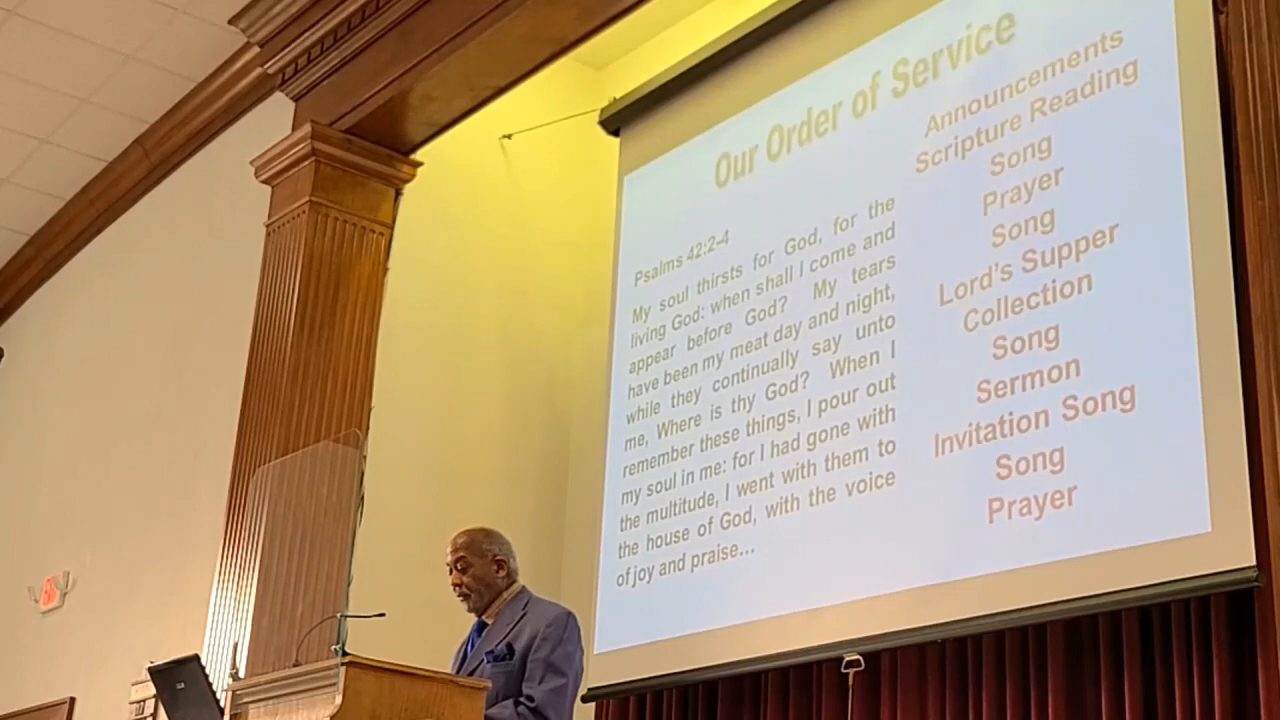 Our Order of Service
Psalms 42:2-4
My soul thirsts for God, for the
living God: when shall I come and
appear before God? My tears
have been my meat day and night,
while they continually say unto
me, Where is thy God? When I
remember these things, I pour out
my soul in me: for I had gone with
the multitude, I went with them to
the house of God, with the voice
of joy and praise...
Announcements
Scripture Reading
Song
Prayer
Song
Lord's Supper
Collection
Song
Sermon
Invitation Song
Song
Prayer